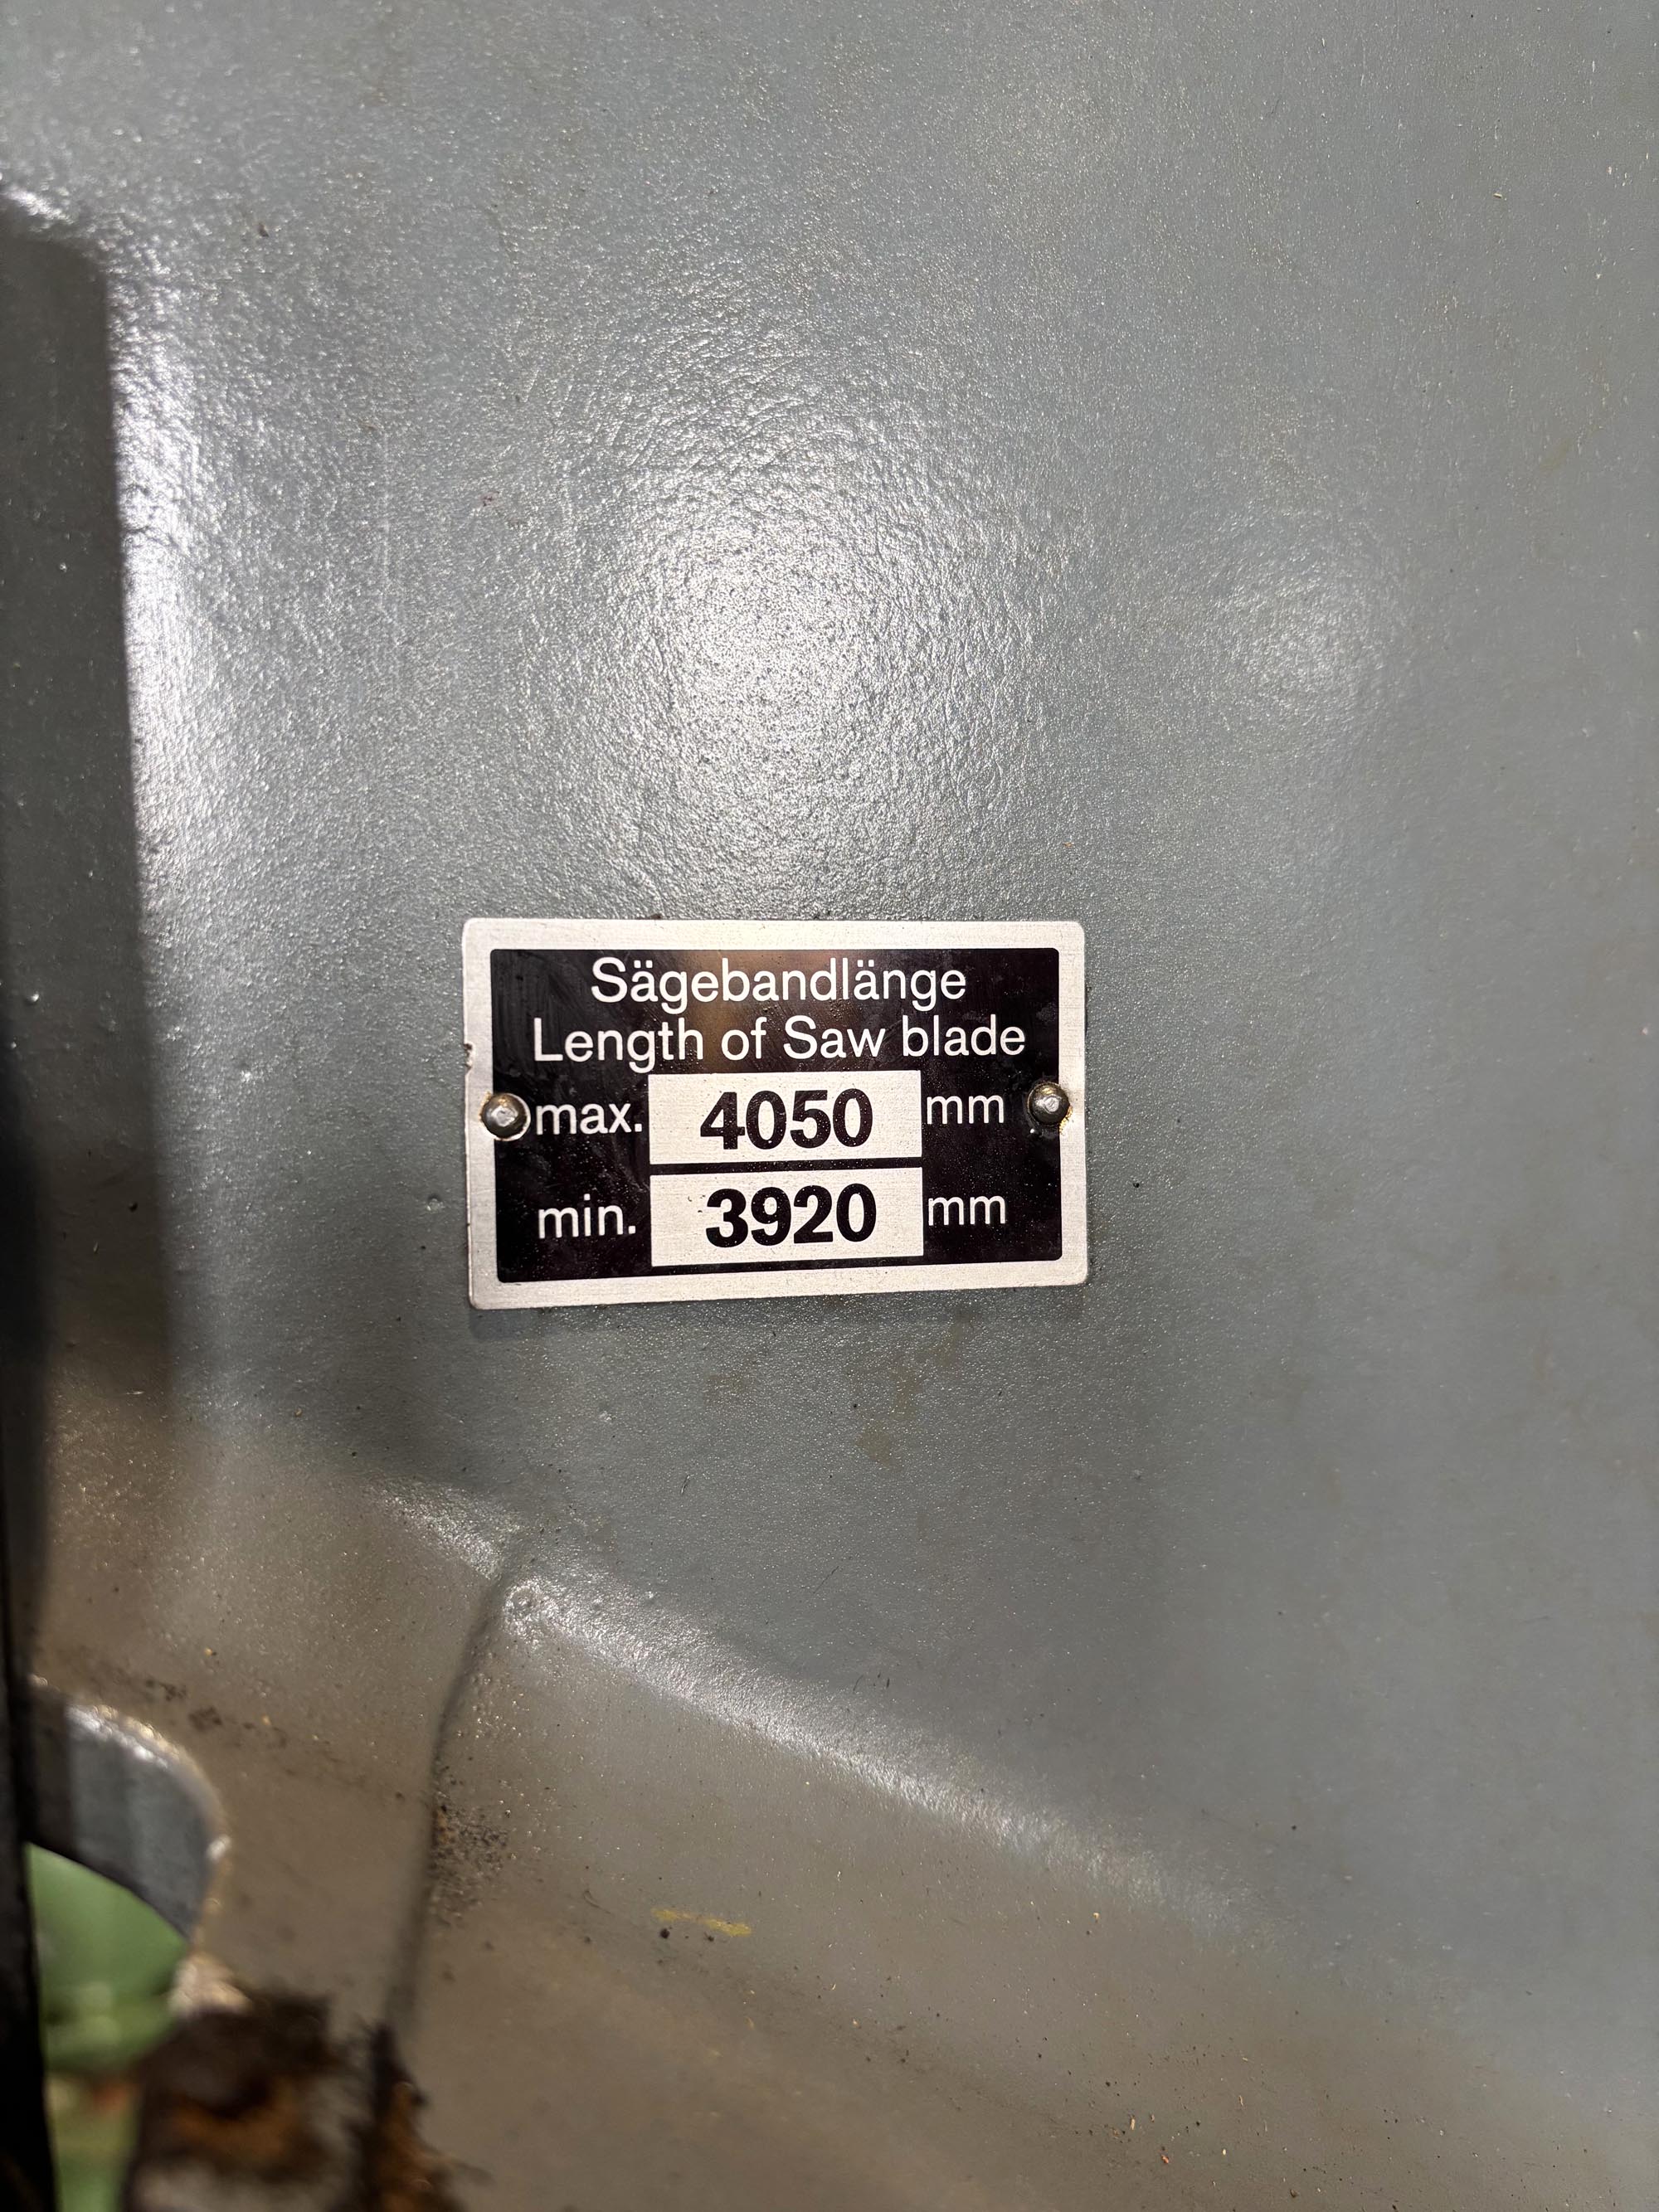 Sägebandlänge
Length of Saw blade
max. 4050 mm
min. 3920 mm